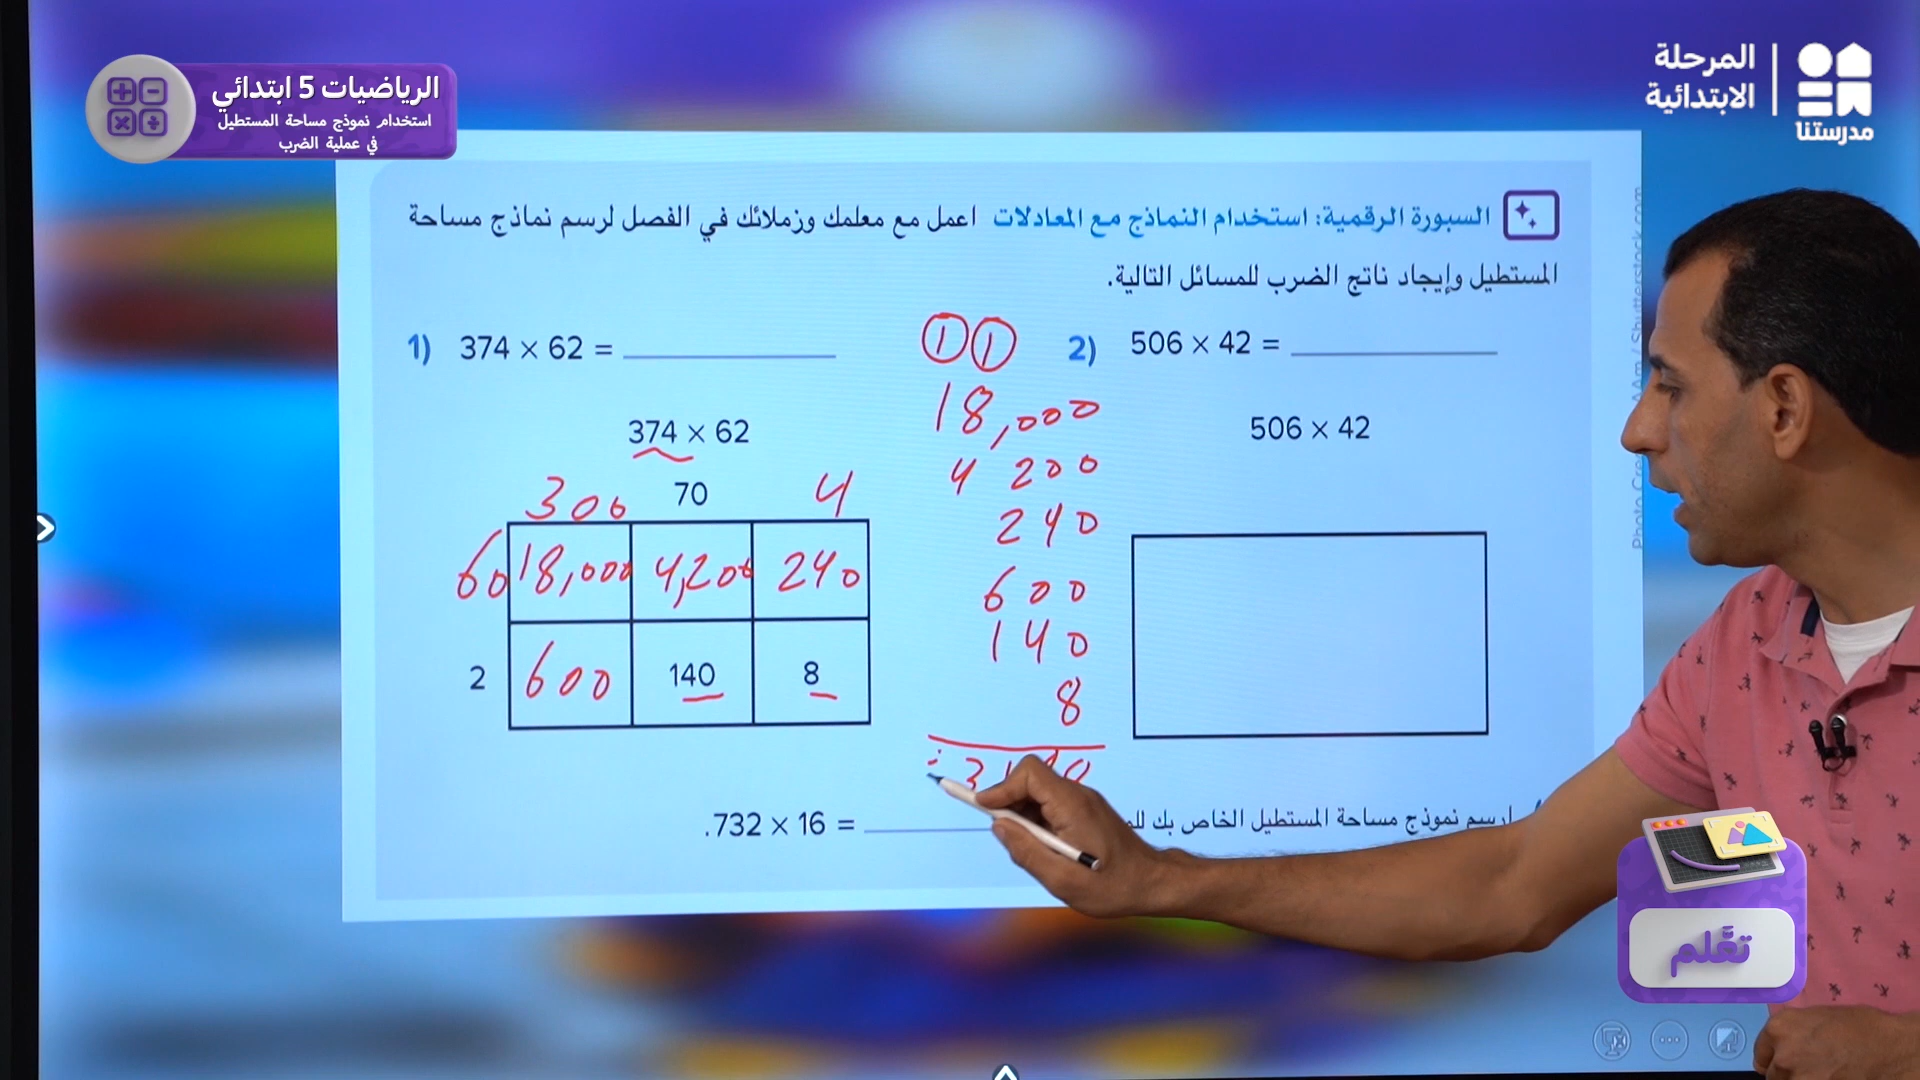 الرياضيات 5 ابتدائي
استخدام نموذج مساحة المستطيل
في عملية الضرب
المرحلة
الابتدائية
مدرستنا
السبورة الرقمية: استخدام النماذج مع المعادلات اعمل مع معلمك وزملائك في الفصل لرسم نماذج مساحة
المستطيل وإيجاد ناتج الضرب للمسائل التالية.
1) 374 × 62 =
374 × 62
300 70 4
60 18,000 4,200 240
2 600 140 8
1 1
18,000
4 200
240
600
140
8
2) 506 × 42 =
506 × 42
ارسم نموذج مساحة المستطيل الخاص بك
.732 × 16 =
تعَّلم